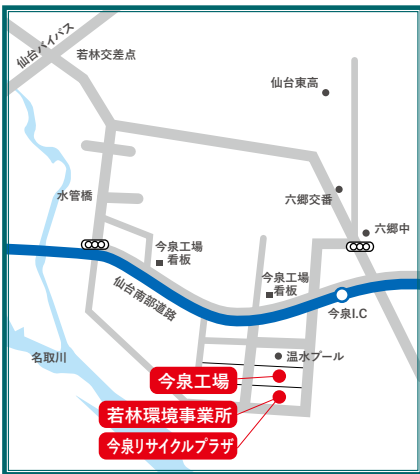 仙台バイパス
若林交差点
仙台東高
水管橋
六郷交番
六郷中
今泉工場
看板
仙台南部道路
今泉工場
看板
今泉I.C
名取川
温水プール
今泉工場
若林環境事業所
今泉リサイクルプラザ